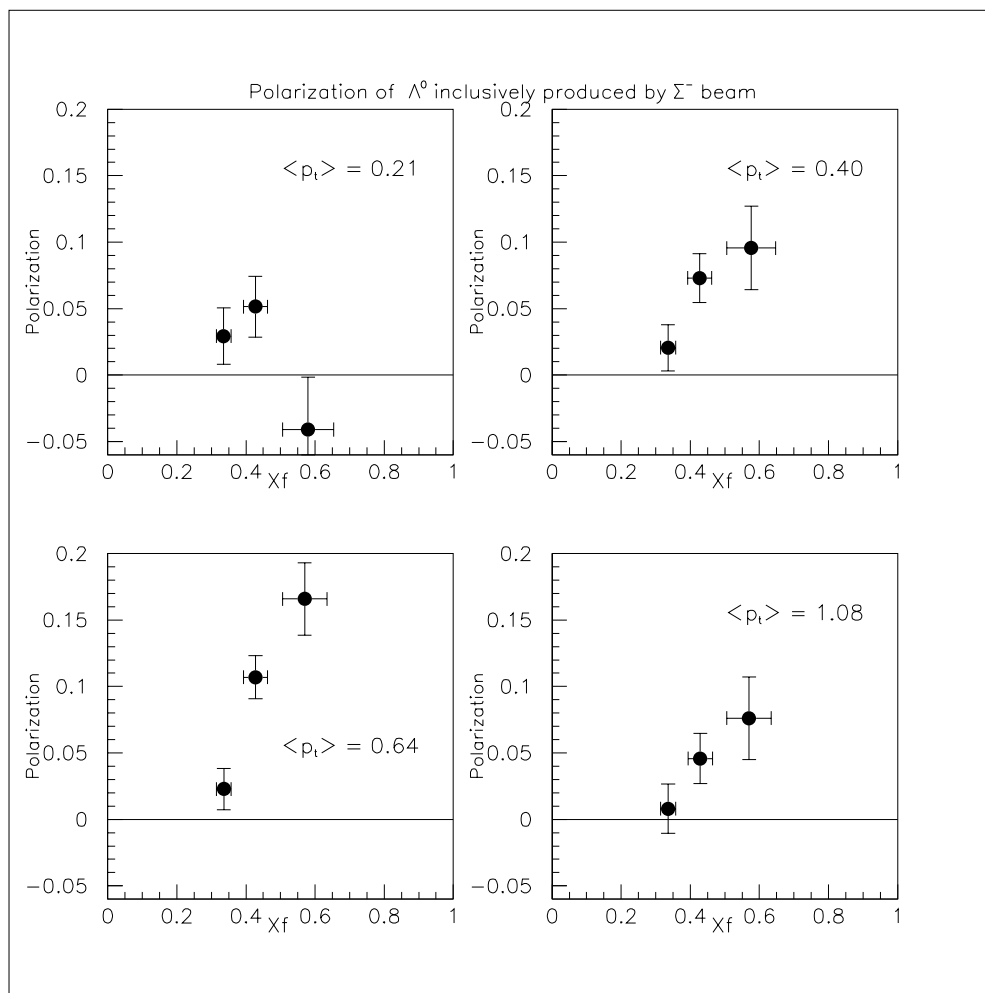 Polarization of Λ⁰ inclusively produced by Σ⁻ beam
<pₜ> = 0.21
Polarization
0.2
0.15
0.1
0.05
0
−0.05
0 0.2 0.4 0.6 0.8 1
Xf
<pₜ> = 0.40
Polarization
0.2
0.15
0.1
0.05
0
−0.05
0 0.2 0.4 0.6 0.8 1
Xf
<pₜ> = 0.64
Polarization
0.2
0.15
0.1
0.05
0
−0.05
0 0.2 0.4 0.6 0.8 1
Xf
<pₜ> = 1.08
Polarization
0.2
0.15
0.1
0.05
0
−0.05
0 0.2 0.4 0.6 0.8 1
Xf